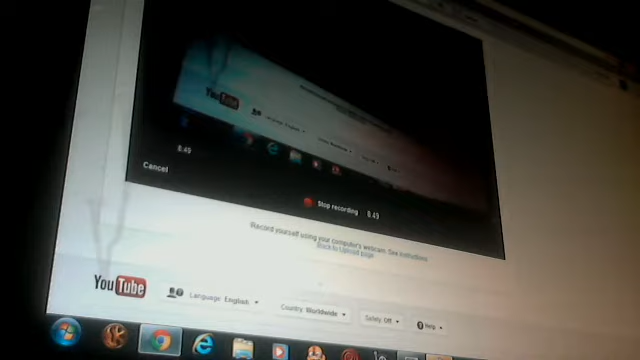 YouTube
8:49
Cancel
Stop recording 8:49
Record yourself using your computer's webcam. See instructions
Back to Upload page
YouTube Language: English Country: Worldwide Safety: Off Help